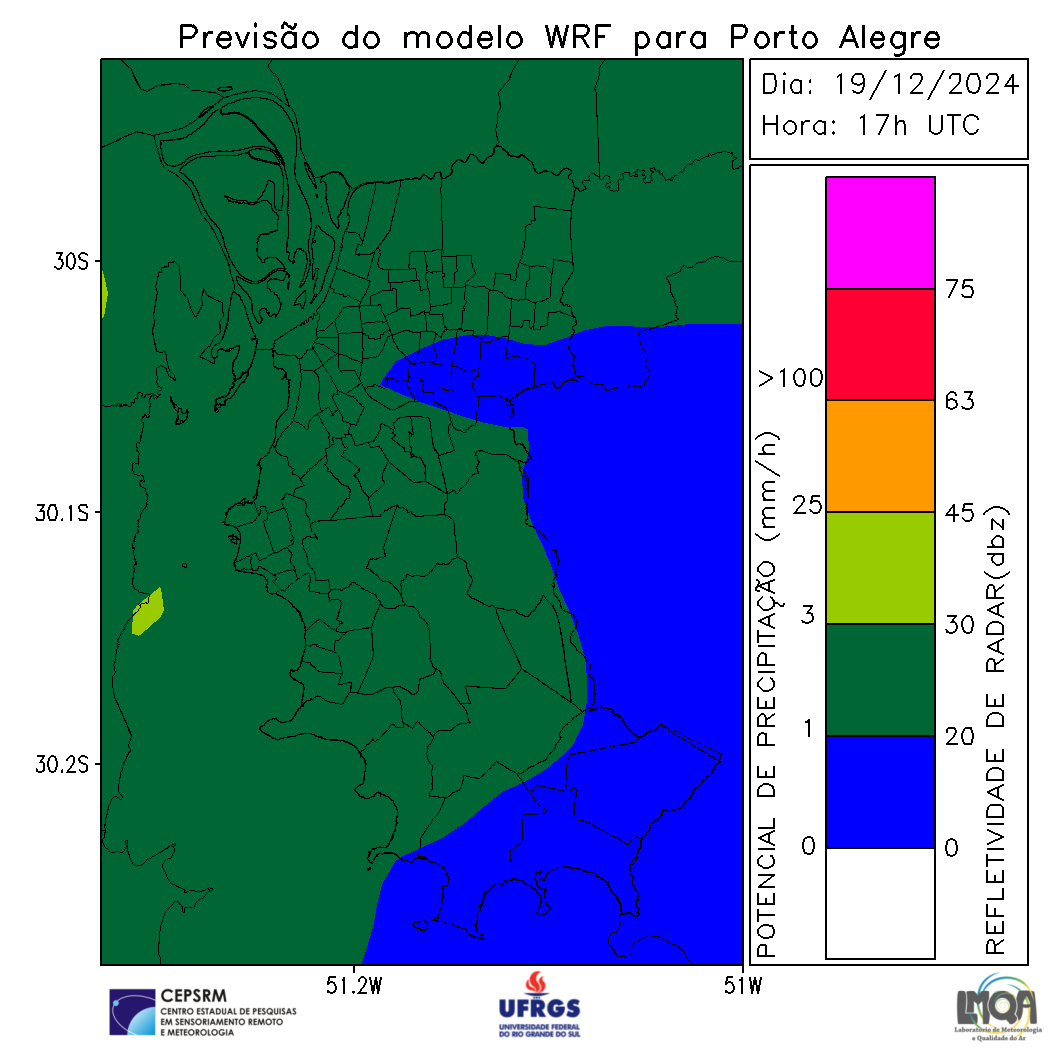 Previsão do modelo WRF para Porto Alegre
Dia: 19/12/2024
Hora: 17h UTC
30S
30.1S
30.2S
51.2W
51W
POTENCIAL DE PRECIPITAÇÃO (mm/h)
>100
25
3
1
0
75
63
45
30
20
0
REFLETIVIDADE DE RADAR(dbz)
CEPSRM
CENTRO ESTADUAL DE PESQUISAS
EM SENSORIAMENTO REMOTO
E METEOROLOGIA
UFRGS
UNIVERSIDADE FEDERAL
DO RIO GRANDE DO SUL
LMQA
Laboratório de Meteorologia
e Qualidade do Ar